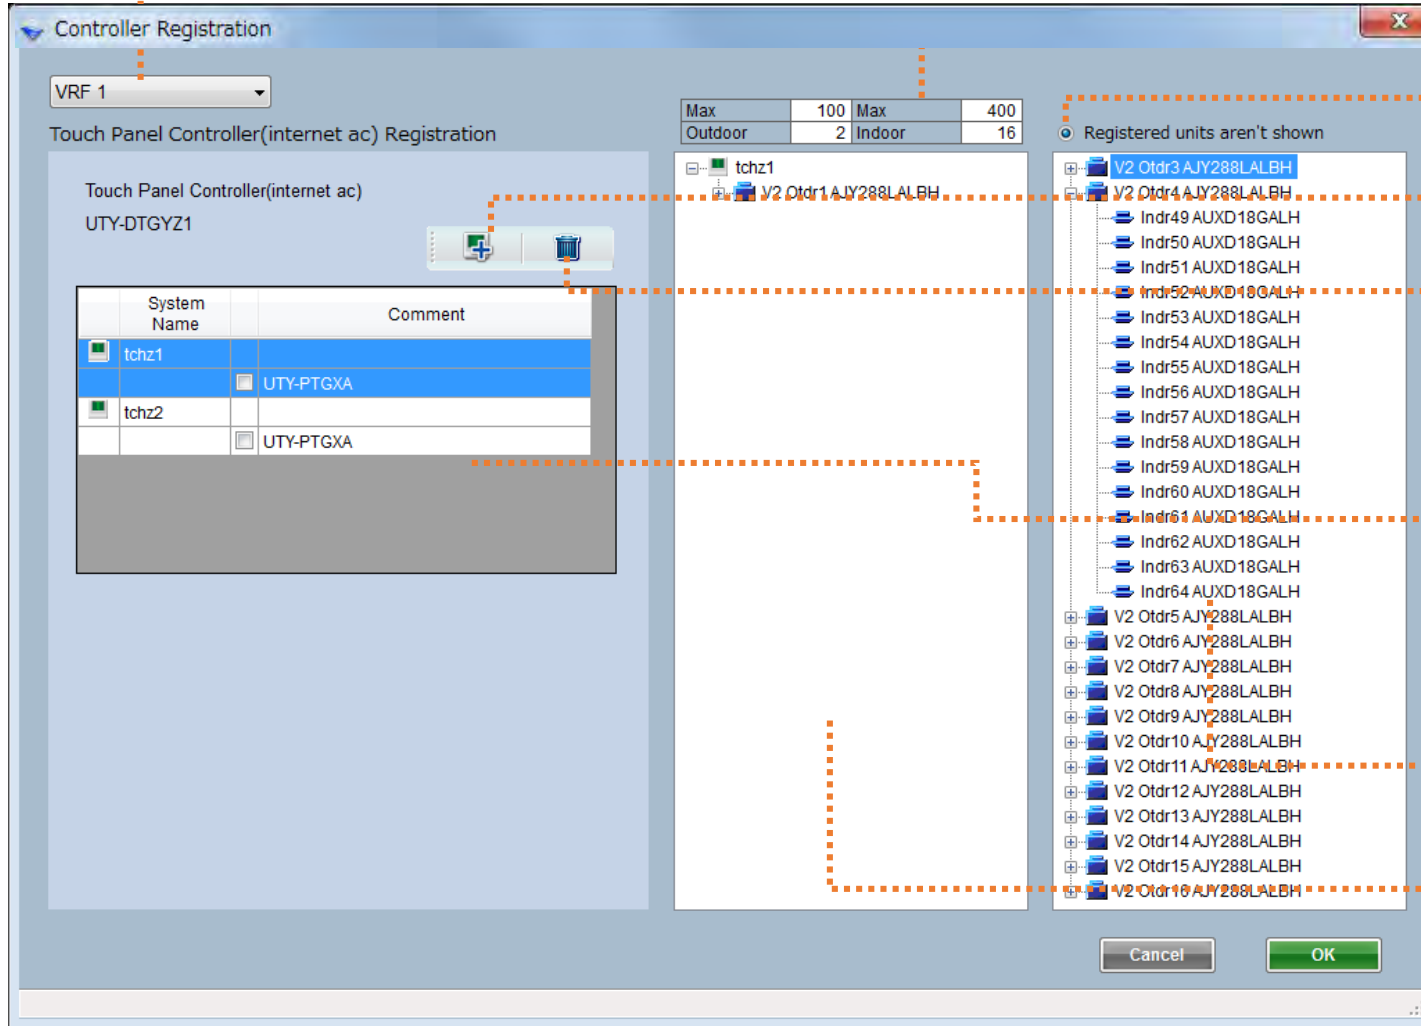 Controller Registration
VRF 1
Touch Panel Controller(internet ac) Registration
Touch Panel Controller(internet ac)
UTY-DTGYZ1
System Name Comment
tchz1
UTY-PTGXA
tchz2
UTY-PTGXA
Max 100 Max 400
Outdoor 2 Indoor 16
tchz1
V2 Otdr1 AJY288LALBH
Registered units aren't shown
V2 Otdr3 AJY288LALBH
V2 Otdr4 AJY288LALBH
Indr49 AUXD18GALH
Indr50 AUXD18GALH
Indr51 AUXD18GALH
Indr52 AUXD18GALH
Indr53 AUXD18GALH
Indr54 AUXD18GALH
Indr55 AUXD18GALH
Indr56 AUXD18GALH
Indr57 AUXD18GALH
Indr58 AUXD18GALH
Indr59 AUXD18GALH
Indr60 AUXD18GALH
Indr61 AUXD18GALH
Indr62 AUXD18GALH
Indr63 AUXD18GALH
Indr64 AUXD18GALH
V2 Otdr5 AJY288LALBH
V2 Otdr6 AJY288LALBH
V2 Otdr7 AJY288LALBH
V2 Otdr8 AJY288LALBH
V2 Otdr9 AJY288LALBH
V2 Otdr10 AJY288LALBH
V2 Otdr11 AJY288LALBH
V2 Otdr12 AJY288LALBH
V2 Otdr13 AJY288LALBH
V2 Otdr14 AJY288LALBH
V2 Otdr15 AJY288LALBH
V2 Otdr16 AJY288LALBH
Cancel OK